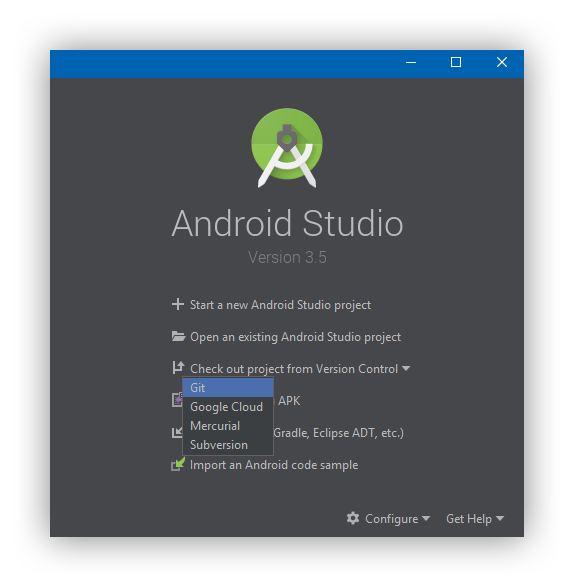 Android Studio
Version 3.5
Start a new Android Studio project
Open an existing Android Studio project
Check out project from Version Control
Git
Google Cloud
APK
Mercurial
Gradle, Eclipse ADT, etc.)
Subversion
Import an Android code sample
Configure
Get Help